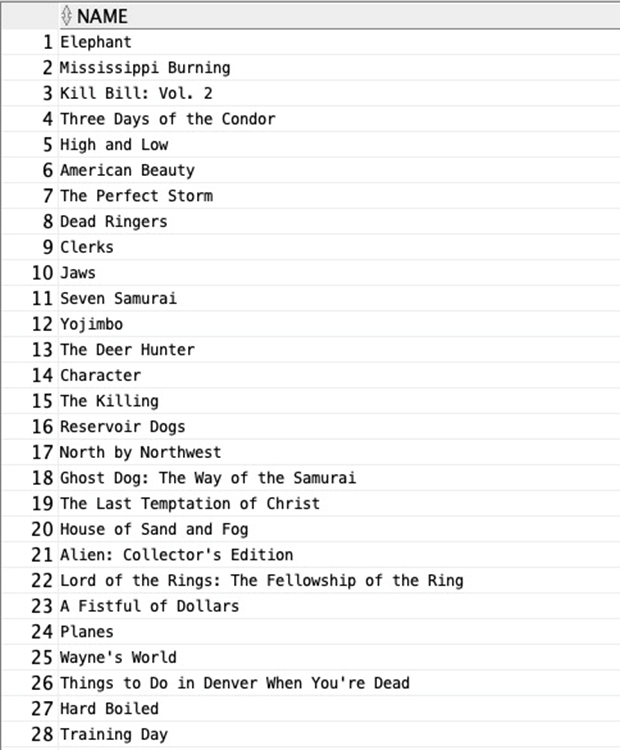 NAME
1 Elephant
2 Mississippi Burning
3 Kill Bill: Vol. 2
4 Three Days of the Condor
5 High and Low
6 American Beauty
7 The Perfect Storm
8 Dead Ringers
9 Clerks
10 Jaws
11 Seven Samurai
12 Yojimbo
13 The Deer Hunter
14 Character
15 The Killing
16 Reservoir Dogs
17 North by Northwest
18 Ghost Dog: The Way of the Samurai
19 The Last Temptation of Christ
20 House of Sand and Fog
21 Alien: Collector's Edition
22 Lord of the Rings: The Fellowship of the Ring
23 A Fistful of Dollars
24 Planes
25 Wayne's World
26 Things to Do in Denver When You're Dead
27 Hard Boiled
28 Training Day